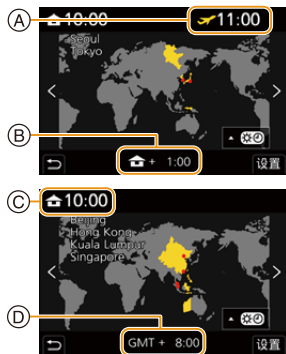 A
10:00
11:00
Seoul
Tokyo
B
+ 1:00
设置
C
10:00
Beijing
Hong Kong
Kuala Lumpur
Singapore
D
GMT + 8:00
设置